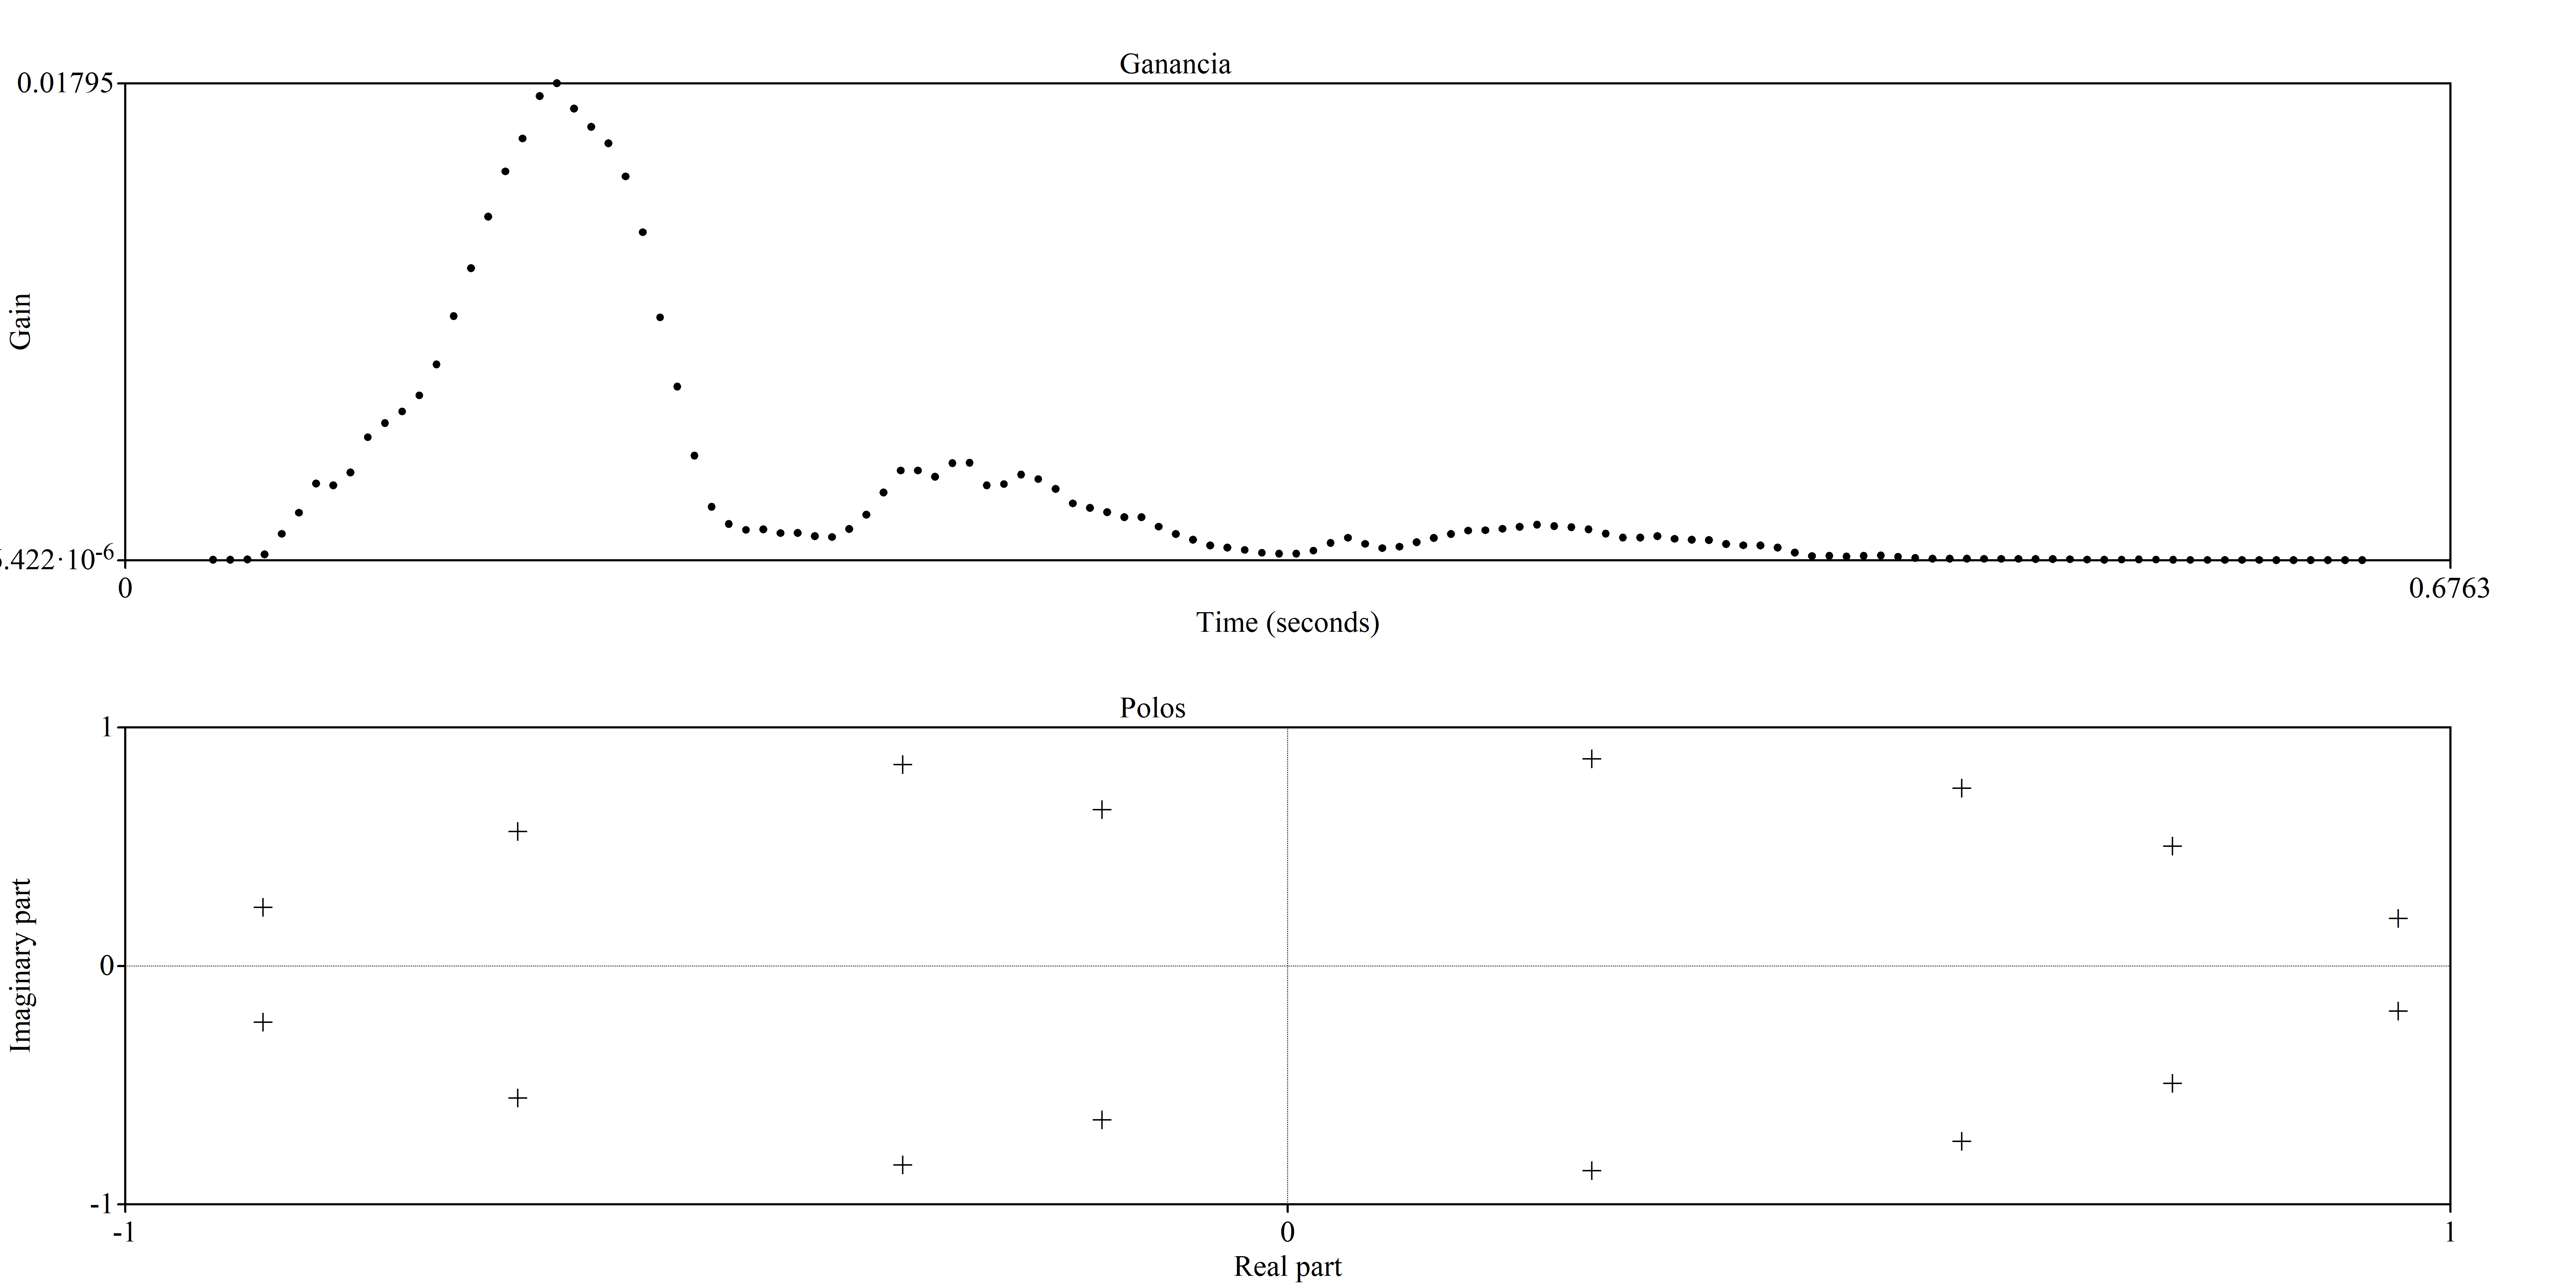 Ganancia
0.01795
Gain
.422·10-6
0
0.6763
Time (seconds)
Polos
1
Imaginary part
0
-1
-1
0
1
Real part